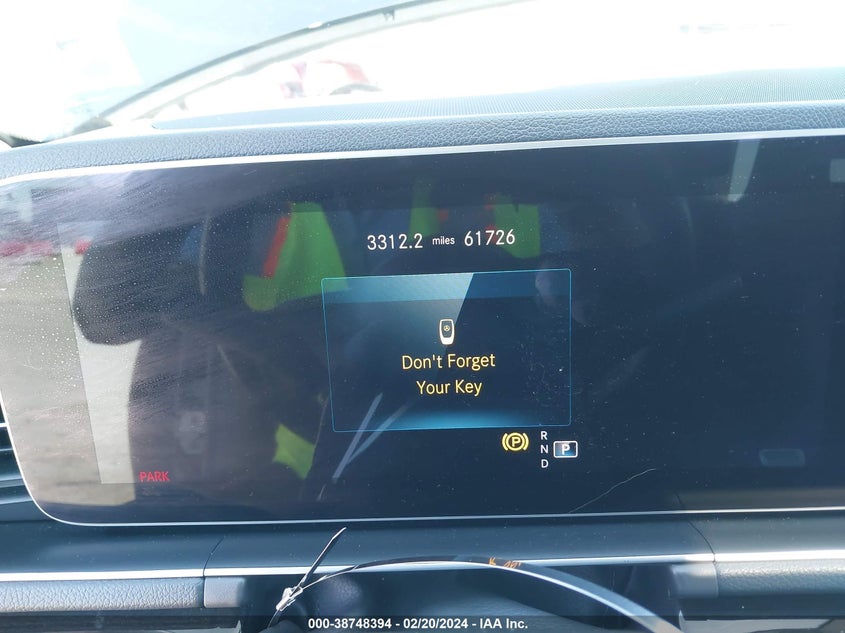 3312.2 miles 61726
Don't Forget
Your Key
R
N P
D
PARK
000-38748394 - 02/20/2024 - IAA Inc.